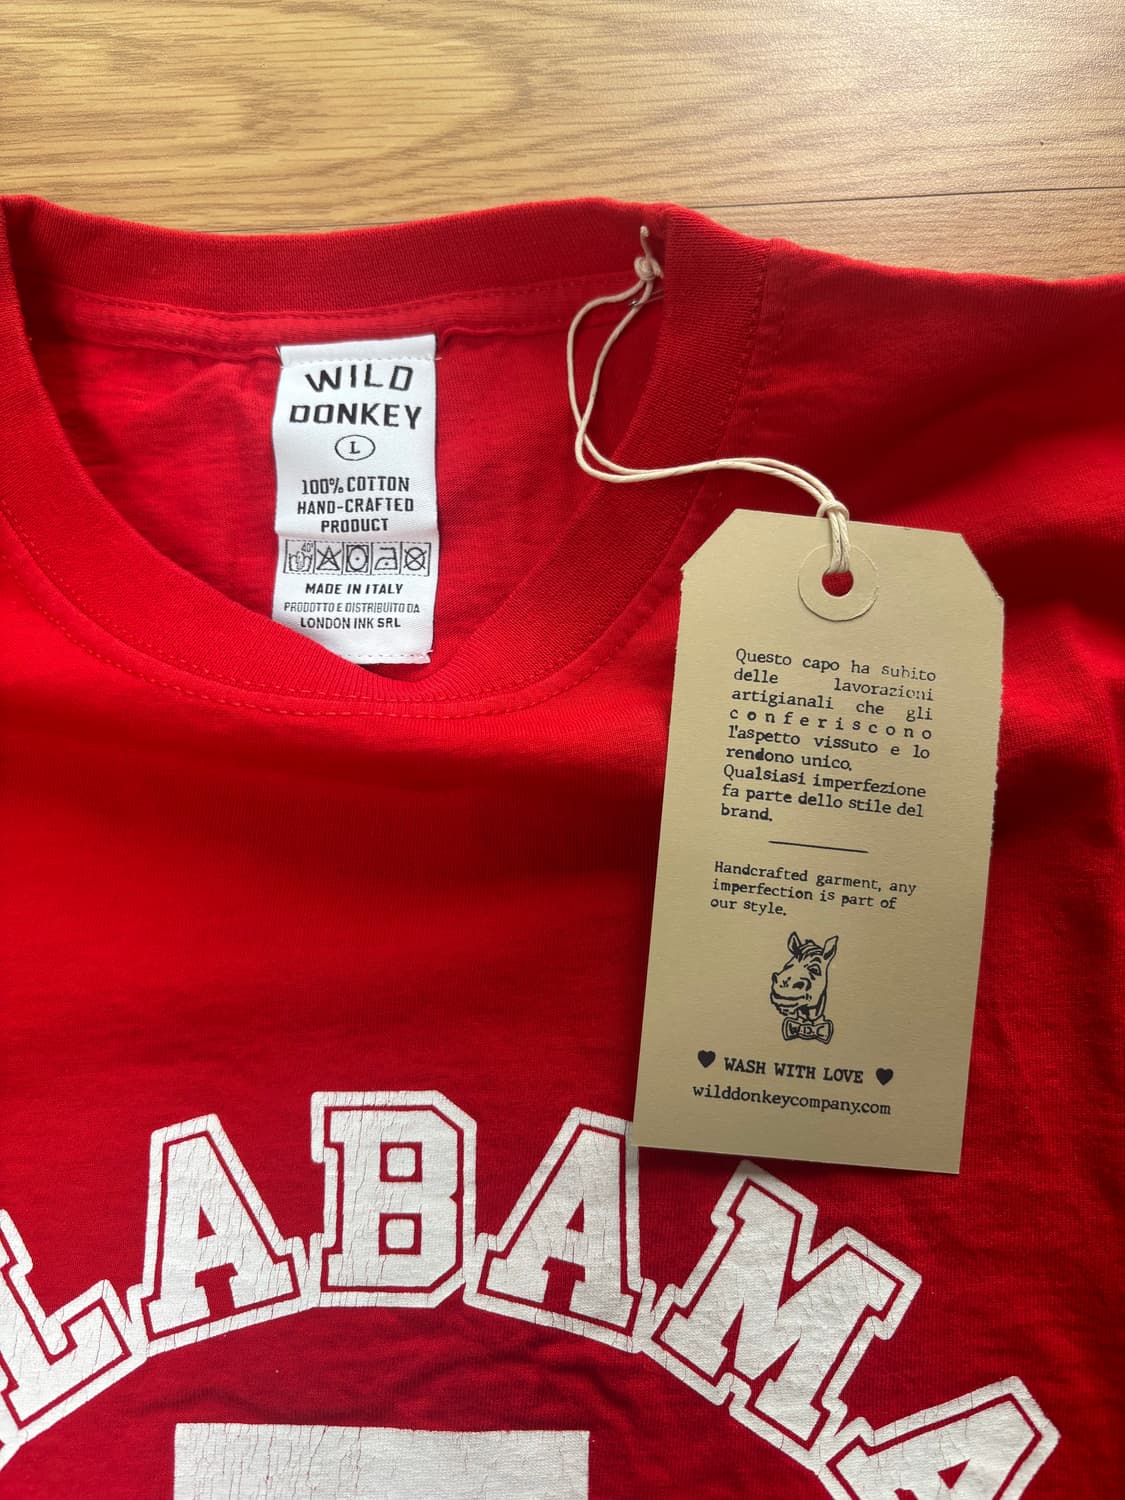 WILD
DONKEY
L
100% COTTON
HAND-CRAFTED
PRODUCT
40°
MADE IN ITALY
PRODOTTO E DISTRIBUITO DA
LONDON INK SRL
Questo capo ha subito
delle lavorazioni
artigianali che gli
conferiscono
l'aspetto vissuto e lo
rendono unico.
Qualsiasi imperfezione
fa parte dello stile del
brand.
Handcrafted garment, any
imperfection is part of
our style.
W.D.C
♥ WASH WITH LOVE ♥
wilddonkeycompany.com
LABAMA